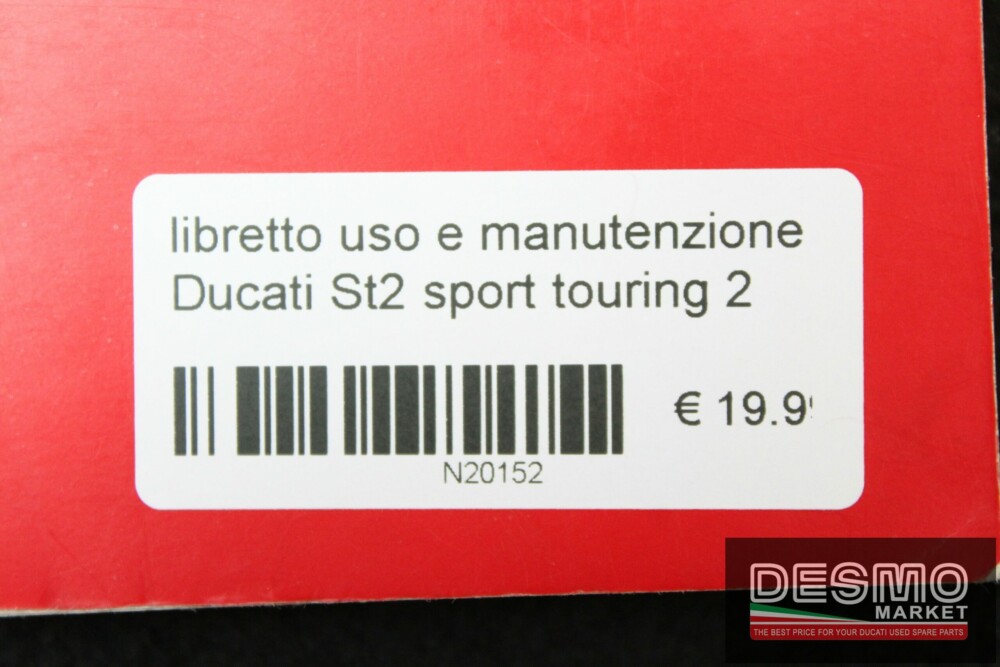 libretto uso e manutenzione
Ducati St2 sport touring 2
€ 19.9
N20152
DESMO
MARKET
THE BEST PRICE FOR YOUR DUCATI USED SPARE PARTS